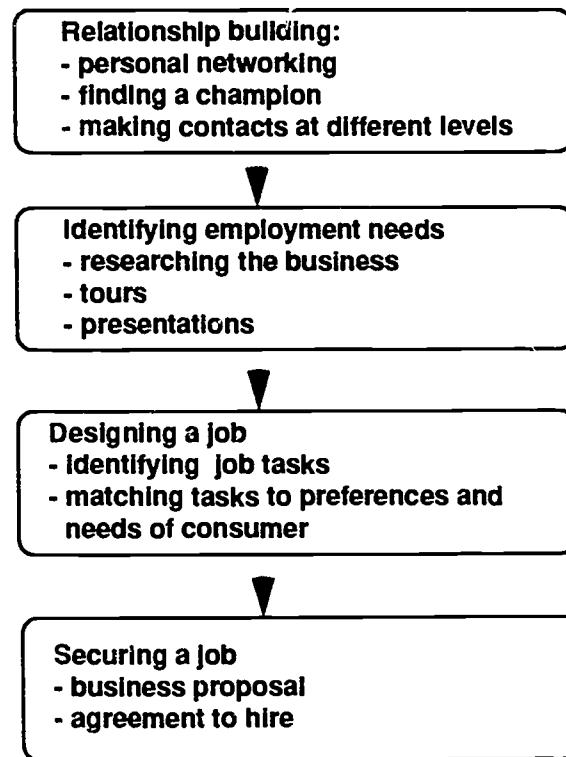 Relationship building:
- personal networking
- finding a champion
- making contacts at different levels
Identifying employment needs
- researching the business
- tours
- presentations
Designing a job
- identifying job tasks
- matching tasks to preferences and
needs of consumer
Securing a job
- business proposal
- agreement to hire